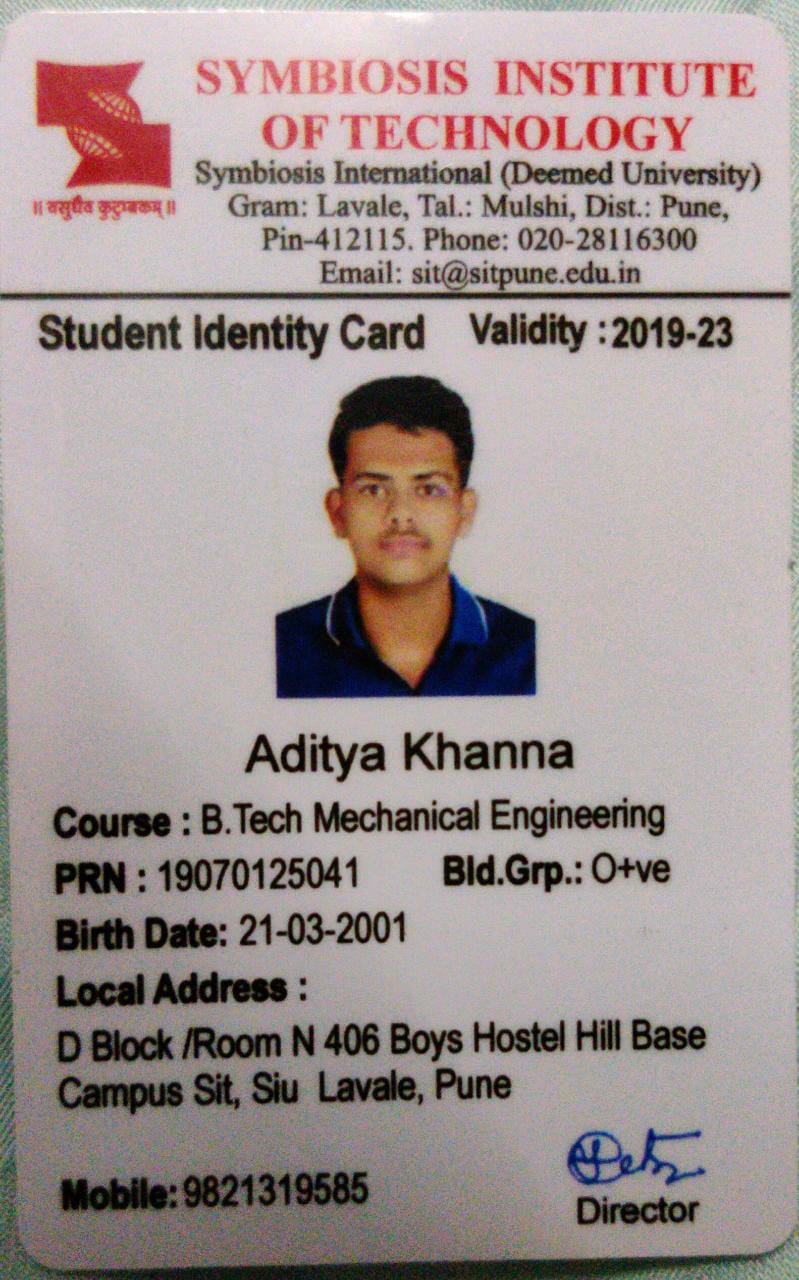 SYMBIOSIS INSTITUTE
OF TECHNOLOGY
Symbiosis International (Deemed University)
Gram: Lavale, Tal.: Mulshi, Dist.: Pune,
Pin-412115. Phone: 020-28116300
Email: sit@sitpune.edu.in
॥ वसुधैव कुटुम्बकम् ॥
Student Identity Card Validity : 2019-23
Aditya Khanna
Course : B.Tech Mechanical Engineering
PRN : 19070125041 Bld.Grp.: O+ve
Birth Date: 21-03-2001
Local Address :
D Block /Room N 406 Boys Hostel Hill Base
Campus Sit, Siu Lavale, Pune
Mobile: 9821319585
Director